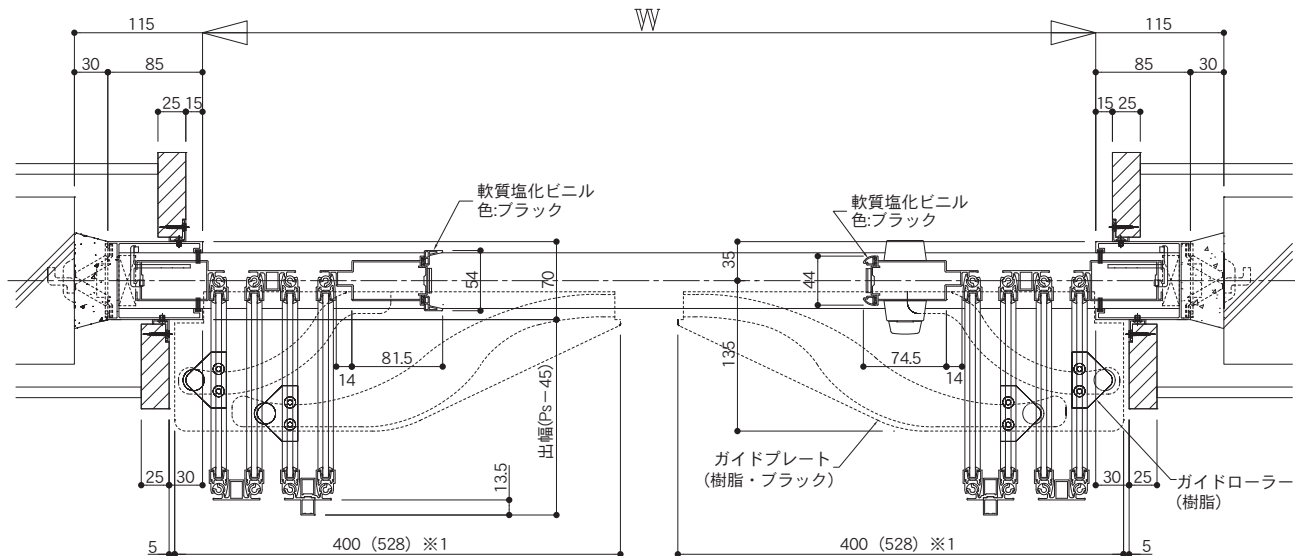 115
W
115
30
85
85
30
25
15
15
25
軟質塩化ビニル
色:ブラック
軟質塩化ビニル
色:ブラック
54
70
35
44
135
14
81.5
74.5
14
出幅(Ps−45)
13.5
ガイドプレート
(樹脂・ブラック)
ガイドローラー
(樹脂)
25
30
30
25
5
400 (528) ※1
400 (528) ※1
5